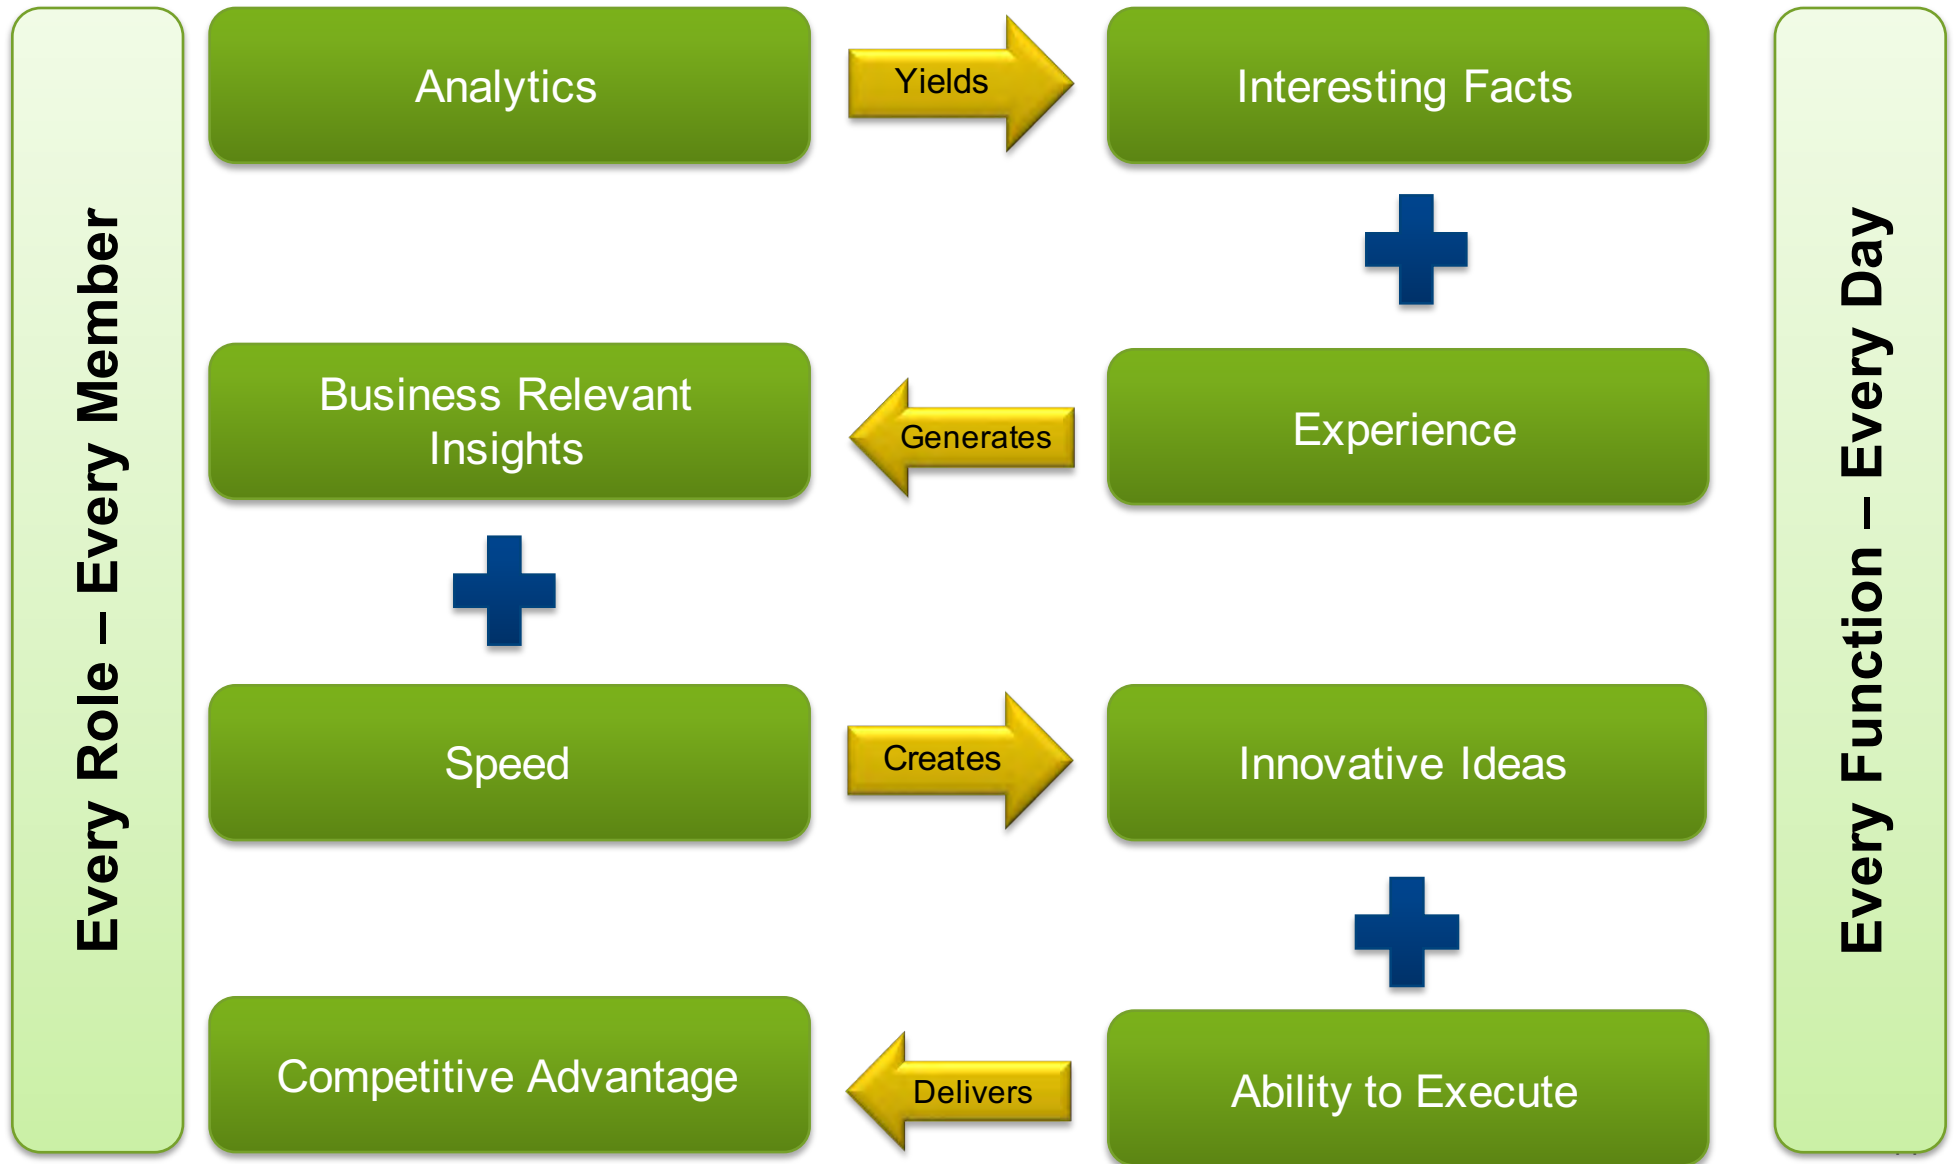 Every Role – Every Member
Analytics
Yields
Interesting Facts
Business Relevant
Insights
Generates
Experience
Speed
Creates
Innovative Ideas
Competitive Advantage
Delivers
Ability to Execute
Every Function – Every Day